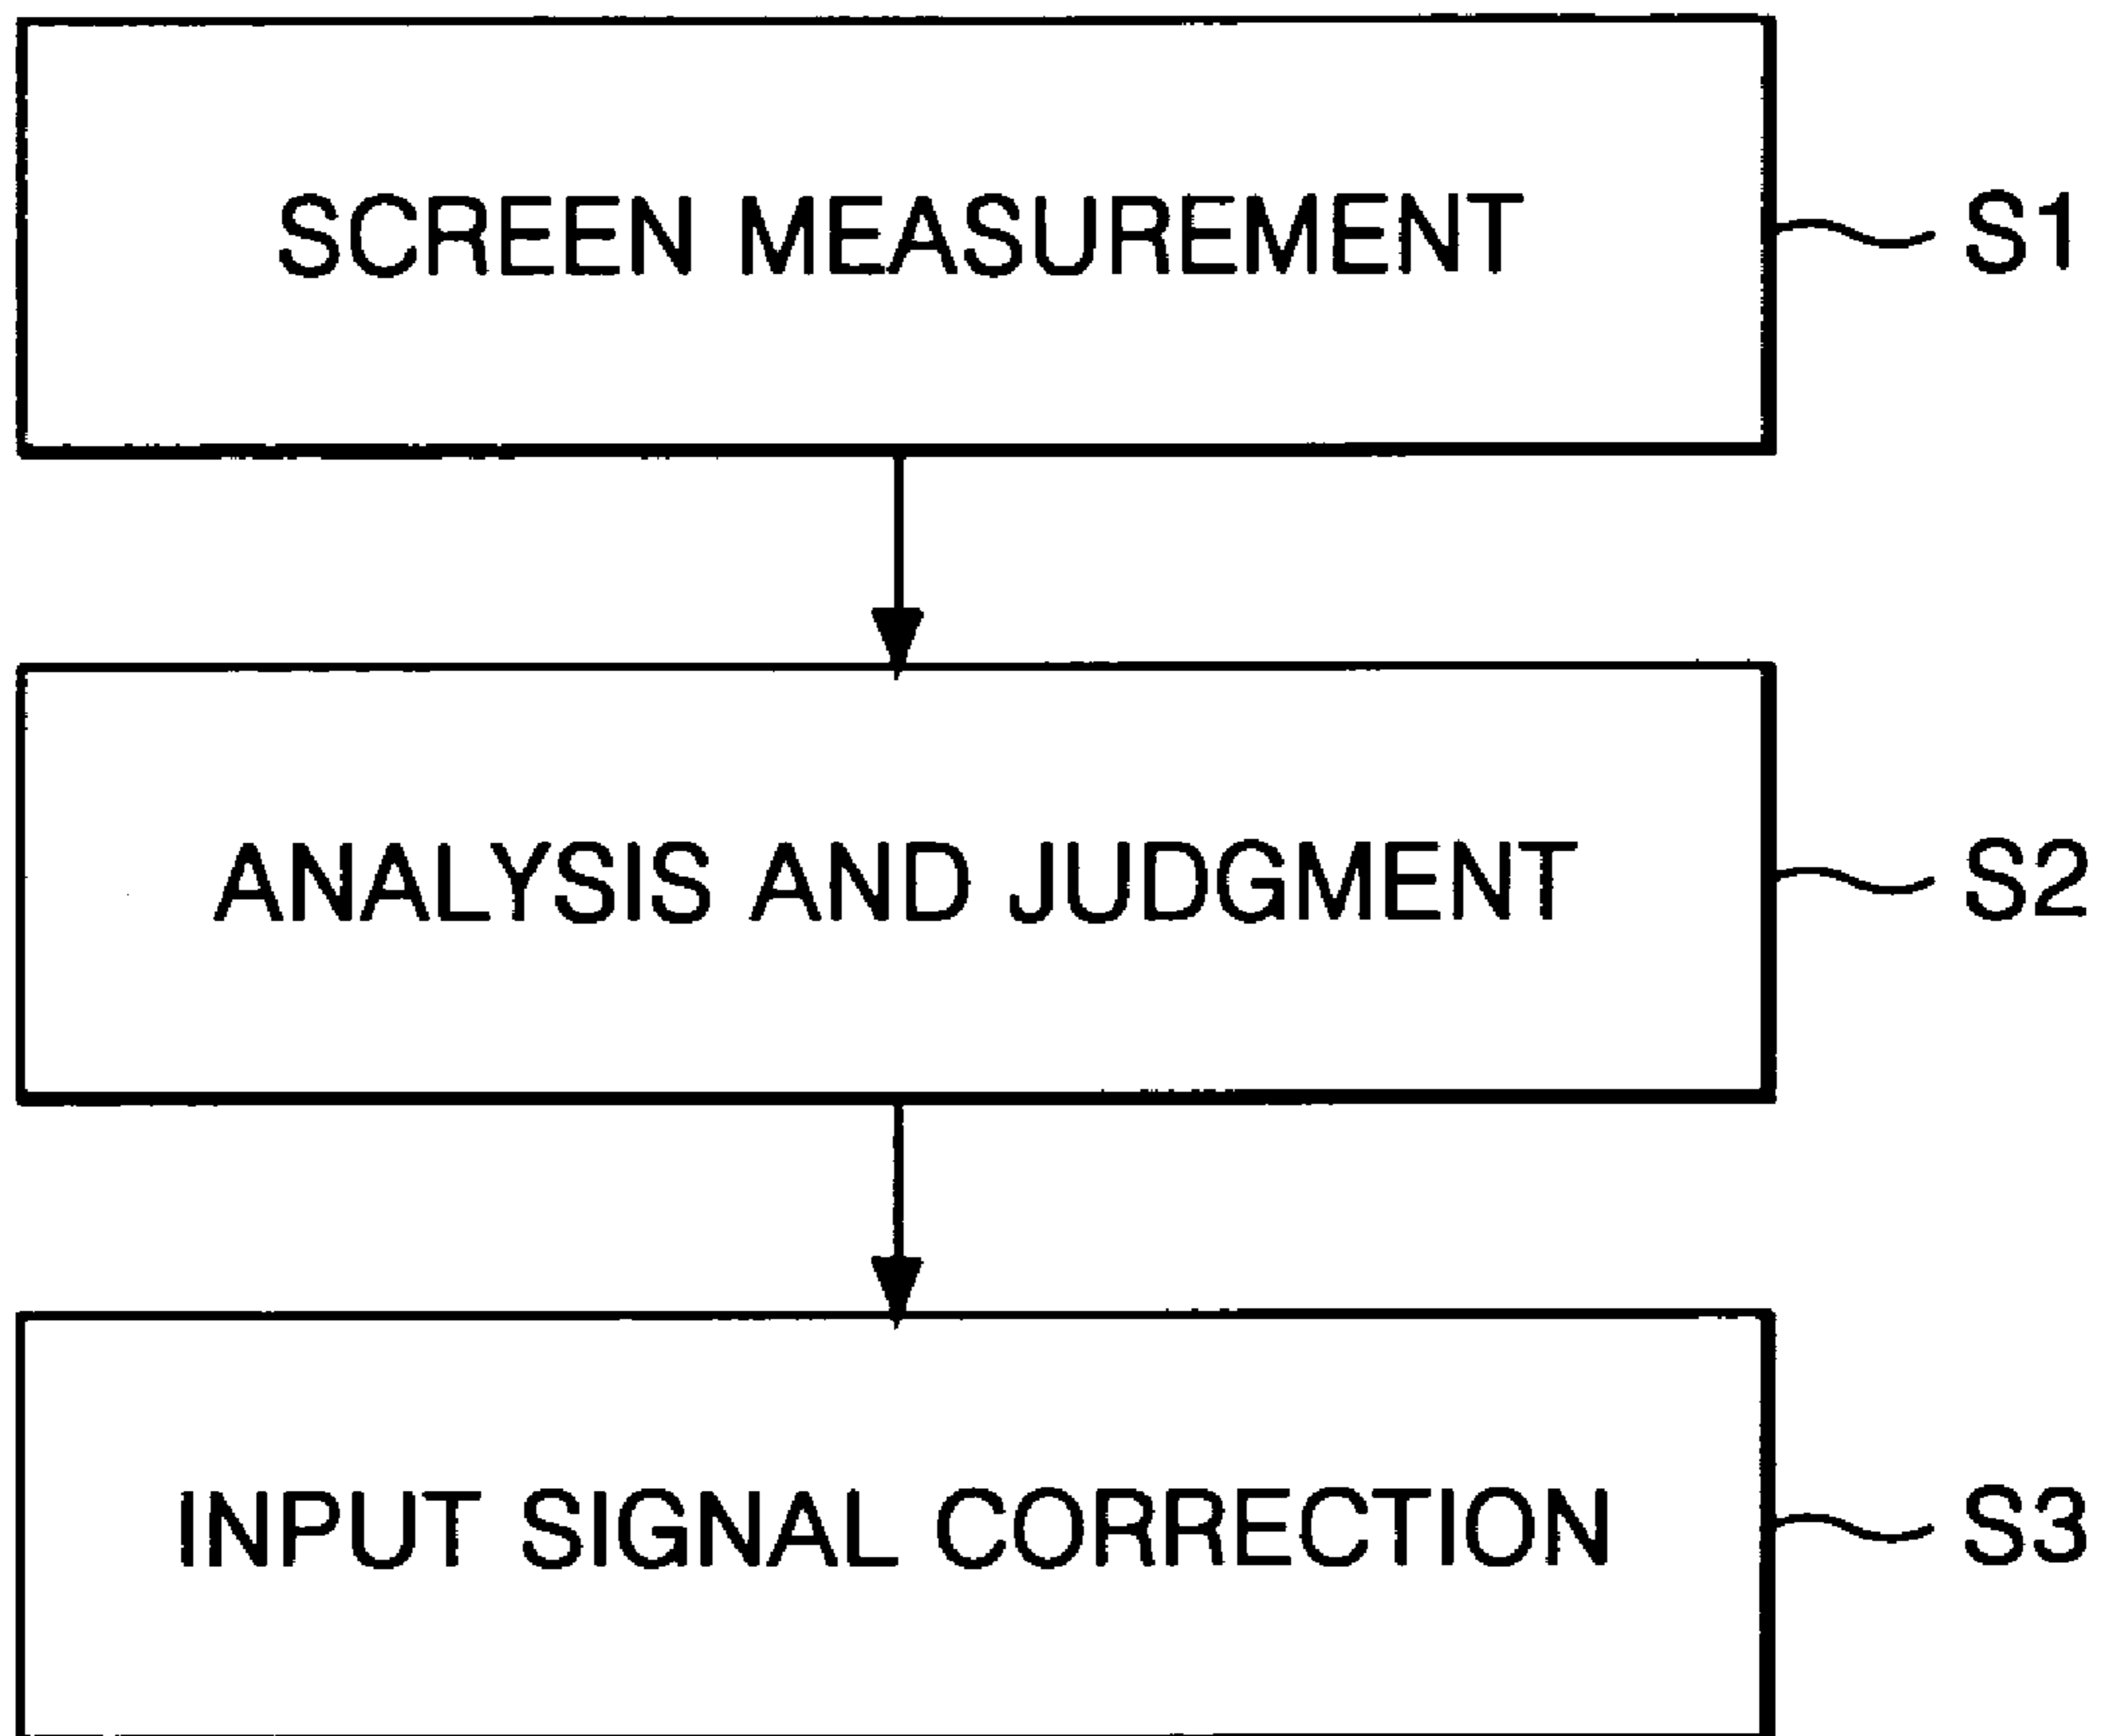 SCREEN MEASUREMENT S1
ANALYSIS AND JUDGMENT S2
INPUT SIGNAL CORRECTION S3